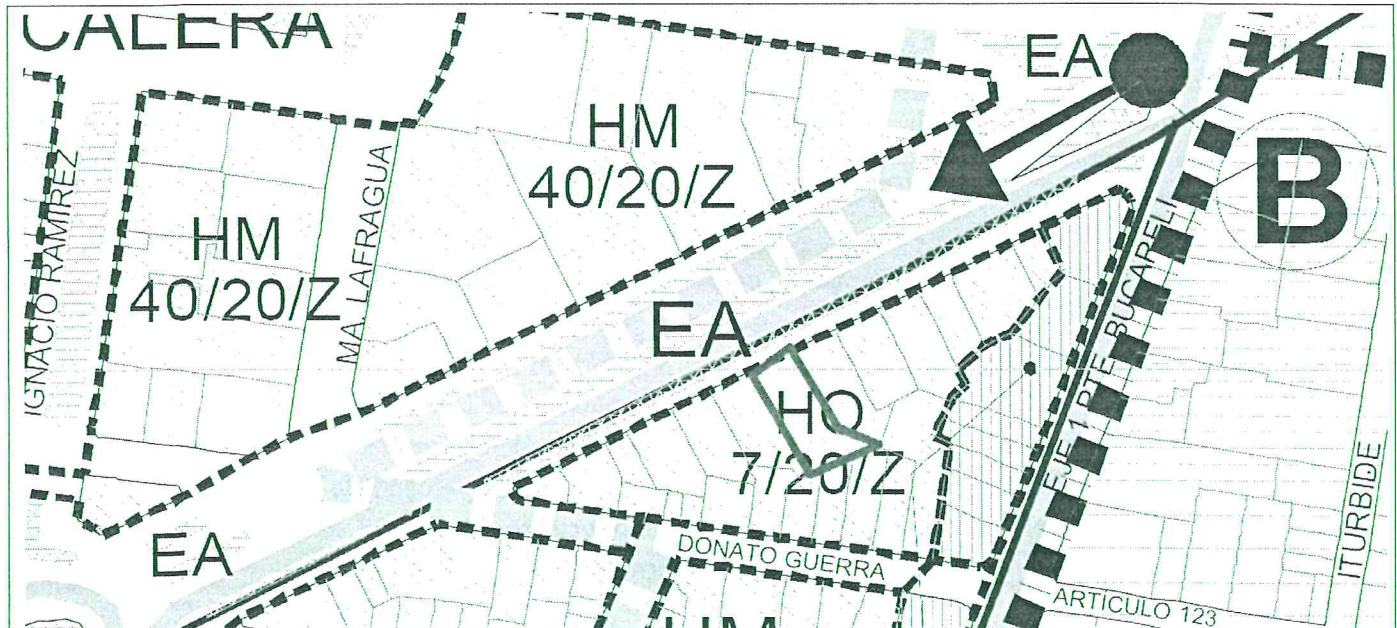 CALERA
EA
HM
40/20/Z
HM
40/20/Z
IGNACIO RAMIREZ
MA. LAFRAGUA
B
EA
HO
7/20/Z
EJE 1 PTE. BUCARELI
ITURBIDE
EA
DONATO GUERRA
ARTICULO 123
HM